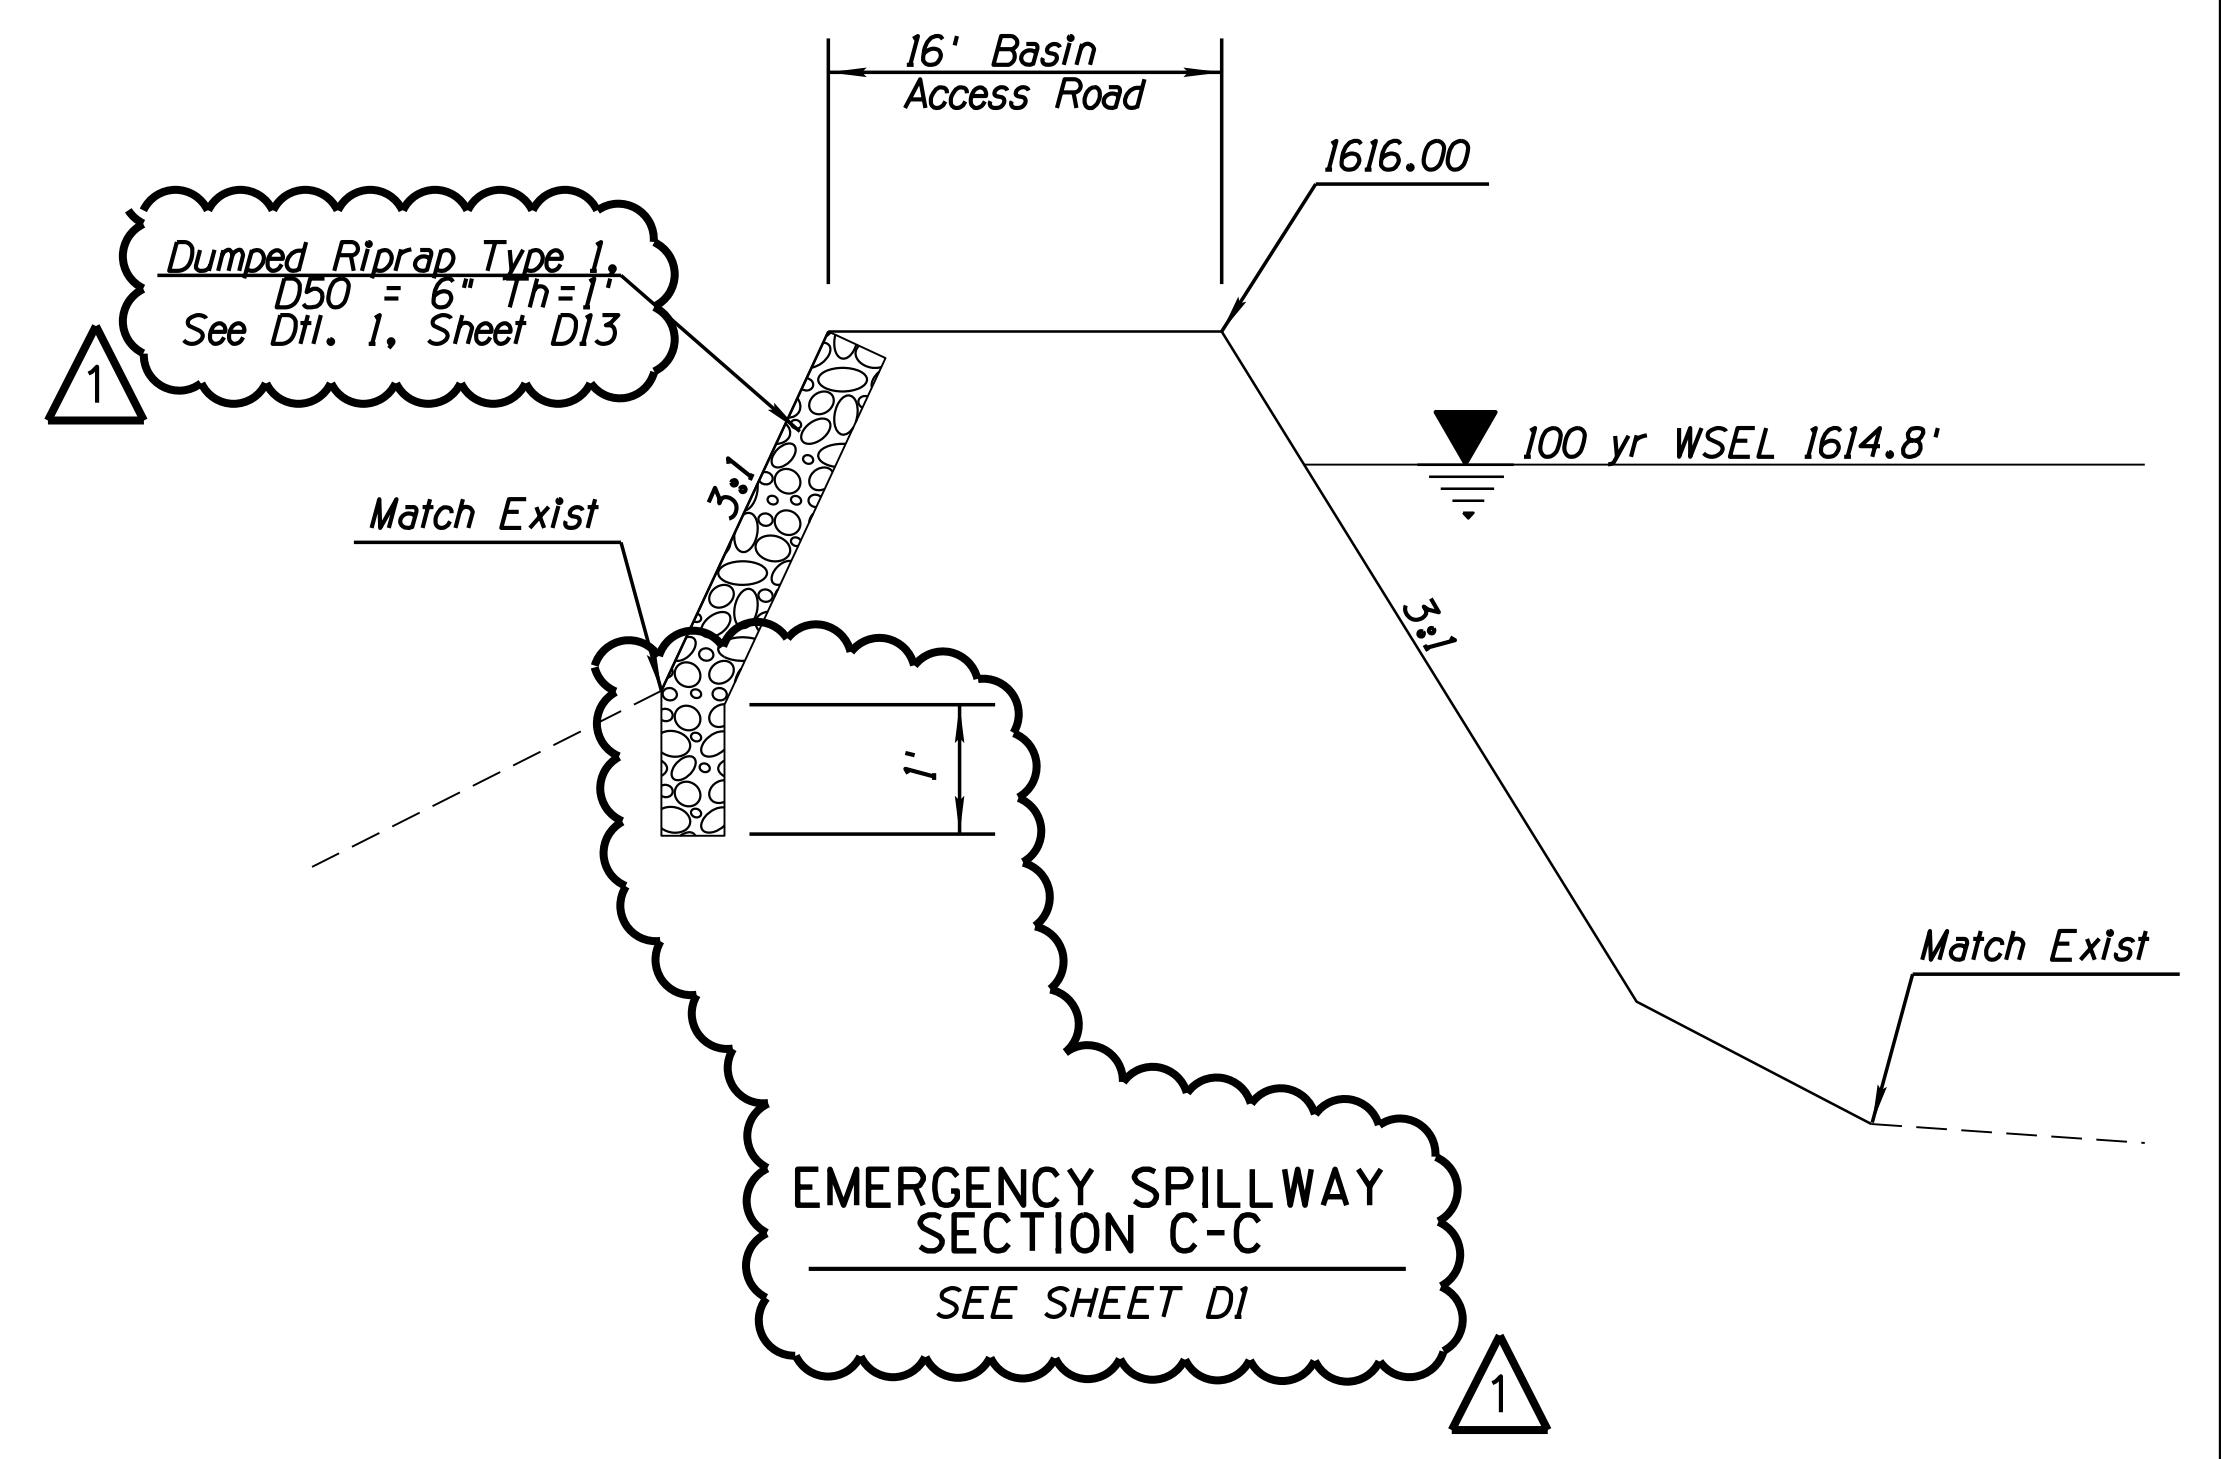 16' Basin
Access Road
1616.00
Dumped Riprap Type 1,
D50 = 6" Th=1'
See Dtl. 1, Sheet D13
1
3:1
100 yr WSEL 1614.8'
Match Exist
3:1
1'
Match Exist
EMERGENCY SPILLWAY
SECTION C-C
SEE SHEET D1
1